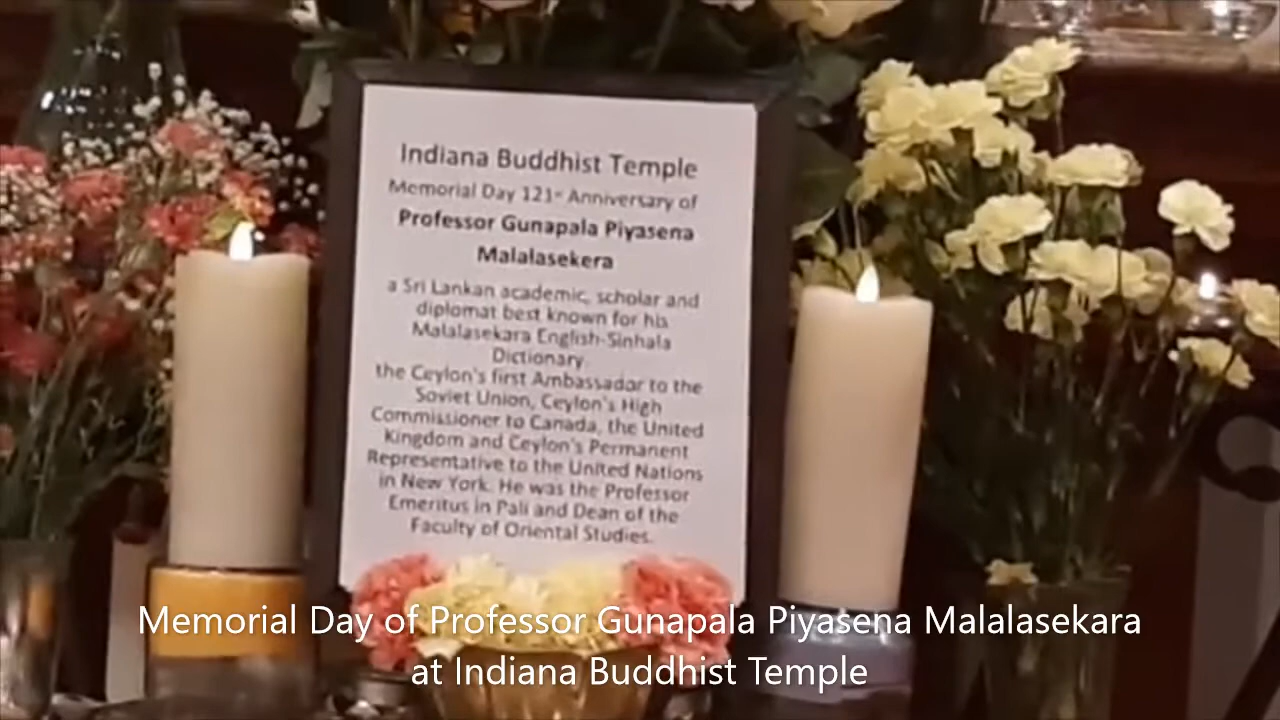 Indiana Buddhist Temple
Memorial Day 121st Anniversary of
Professor Gunapala Piyasena
Malalasekera
a Sri Lankan academic, scholar and
diplomat best known for his
Malalasekara English-Sinhala
Dictionary.
the Ceylon's first Ambassador to the
Soviet Union, Ceylon's High
Commissioner to Canada, the United
Kingdom and Ceylon's Permanent
Representative to the United Nations
in New York. He was the Professor
Emeritus in Pali and Dean of the
Faculty of Oriental Studies.
Memorial Day of Professor Gunapala Piyasena Malalasekara
at Indiana Buddhist Temple